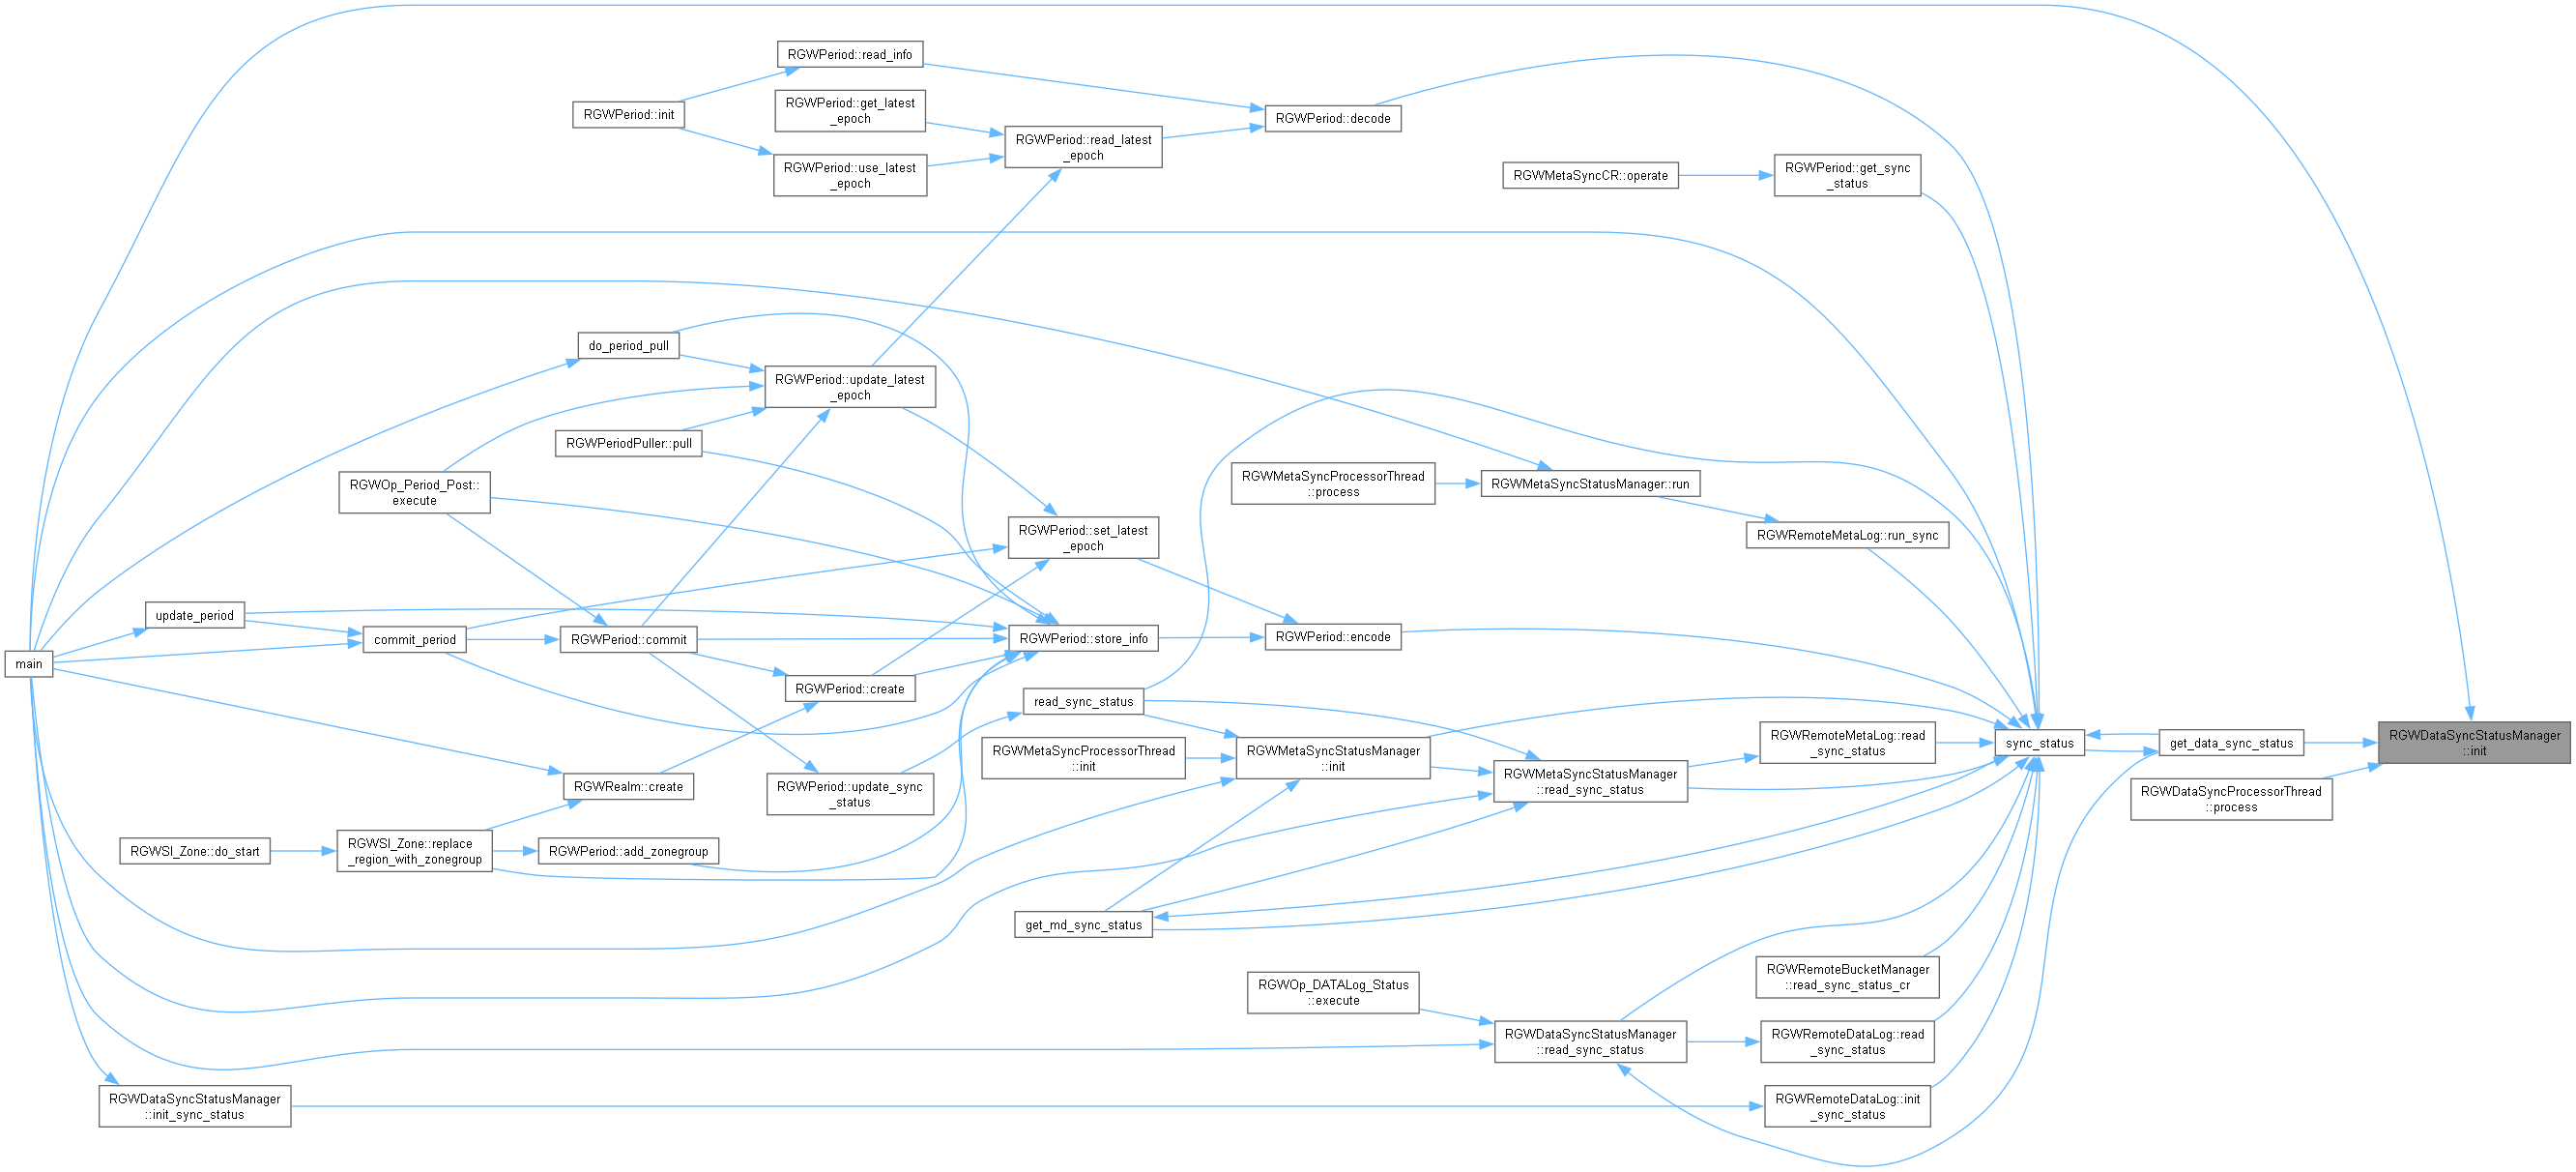 RGWPeriod::read_info
RGWPeriod::init
RGWPeriod::get_latest
_epoch
RGWPeriod::decode
RGWPeriod::read_latest
_epoch
RGWPeriod::use_latest
_epoch
RGWMetaSyncCR::operate
RGWPeriod::get_sync
_status
do_period_pull
RGWPeriod::update_latest
_epoch
RGWPeriodPuller::pull
RGWOp_Period_Post::
execute
RGWMetaSyncProcessorThread
::process
RGWMetaSyncStatusManager::run
RGWPeriod::set_latest
_epoch
RGWRemoteMetaLog::run_sync
update_period
commit_period
RGWPeriod::commit
RGWPeriod::store_info
RGWPeriod::encode
main
RGWPeriod::create
read_sync_status
RGWMetaSyncProcessorThread
::init
RGWMetaSyncStatusManager
::init
RGWRemoteMetaLog::read
_sync_status
sync_status
get_data_sync_status
RGWDataSyncStatusManager
::init
RGWRealm::create
RGWPeriod::update_sync
_status
RGWMetaSyncStatusManager
::read_sync_status
RGWDataSyncProcessorThread
::process
RGWSI_Zone::do_start
RGWSI_Zone::replace
_region_with_zonegroup
RGWPeriod::add_zonegroup
get_md_sync_status
RGWOp_DATALog_Status
::execute
RGWRemoteBucketManager
::read_sync_status_cr
RGWDataSyncStatusManager
::read_sync_status
RGWRemoteDataLog::read
_sync_status
RGWDataSyncStatusManager
::init_sync_status
RGWRemoteDataLog::init
_sync_status